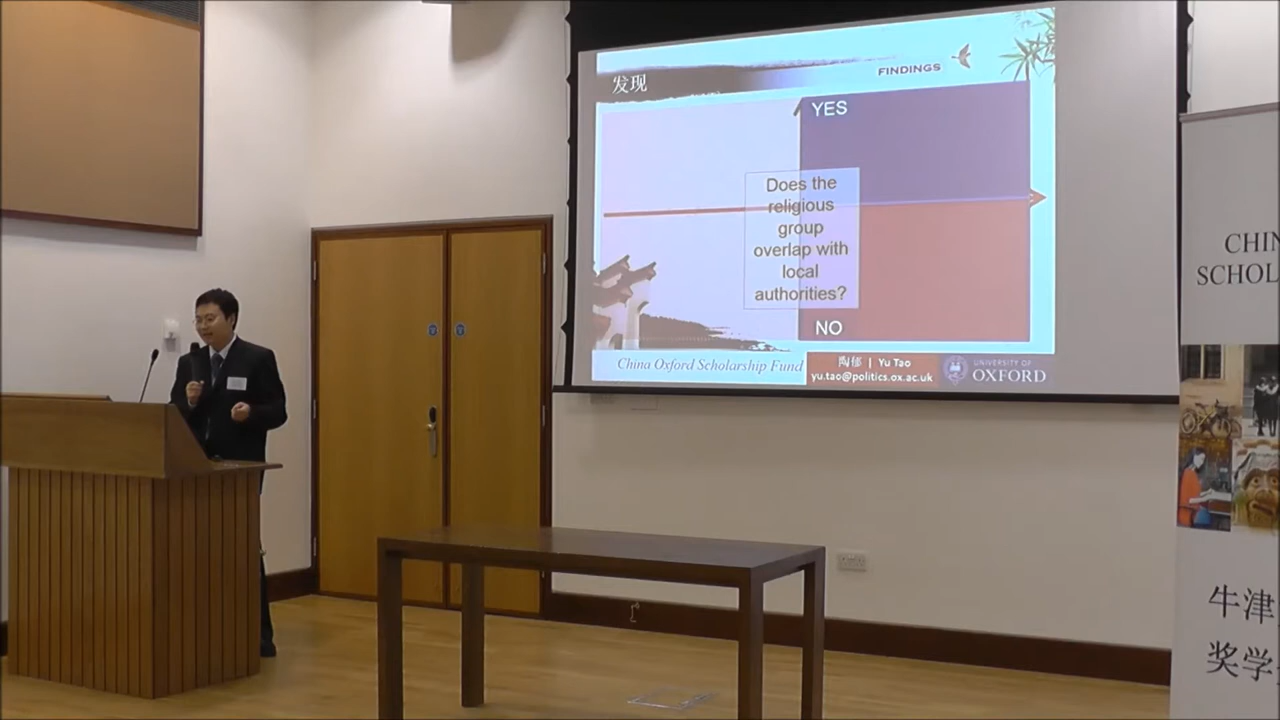 发现
FINDINGS
YES
Does the
religious
group
overlap with
local
authorities?
NO
China Oxford Scholarship Fund
陶郁 | Yu Tao
yu.tao@politics.ox.ac.uk
UNIVERSITY OF
OXFORD
CHIN
SCHOL
牛津
奖学